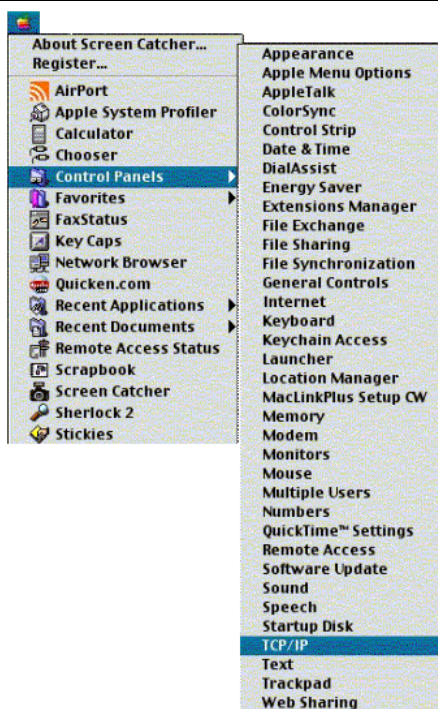 About Screen Catcher...
Register...
AirPort
Apple System Profiler
Calculator
Chooser
Control Panels
Favorites
FaxStatus
Key Caps
Network Browser
Quicken.com
Recent Applications
Recent Documents
Remote Access Status
Scrapbook
Screen Catcher
Sherlock 2
Stickies
Appearance
Apple Menu Options
AppleTalk
ColorSync
Control Strip
Date & Time
DialAssist
Energy Saver
Extensions Manager
File Exchange
File Sharing
File Synchronization
General Controls
Internet
Keyboard
Keychain Access
Launcher
Location Manager
MacLinkPlus Setup CW
Memory
Modem
Monitors
Mouse
Multiple Users
Numbers
QuickTime™ Settings
Remote Access
Software Update
Sound
Speech
Startup Disk
TCP/IP
Text
Trackpad
Web Sharing